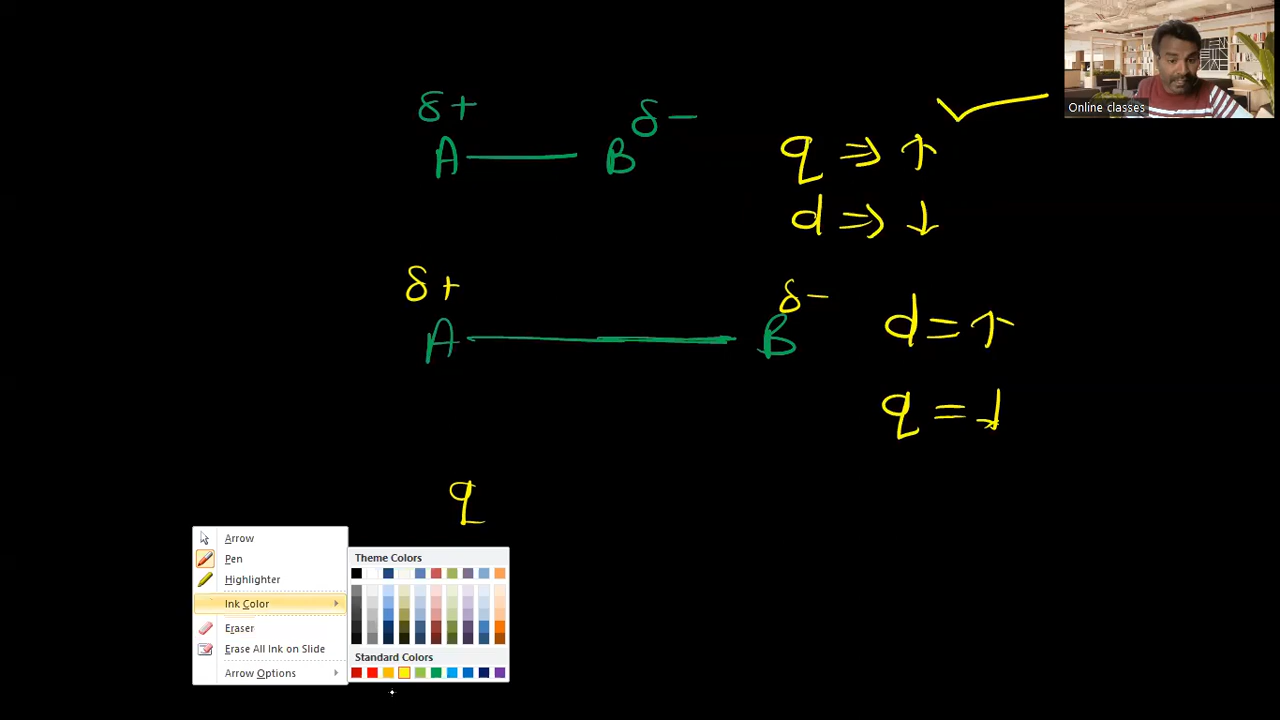 δ+
A — B δ-
q ⇒ ↑
d ⇒ ↓
δ+
A — B δ-
d = ↑
q = ↓
q
Online classes
Arrow
Pen
Highlighter
Ink Color
Eraser
Erase All Ink on Slide
Arrow Options
Theme Colors
Standard Colors